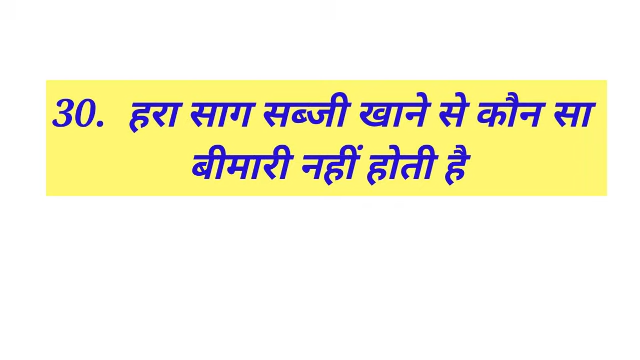 30. हरा साग सब्जी खाने से कौन सा
बीमारी नहीं होती है